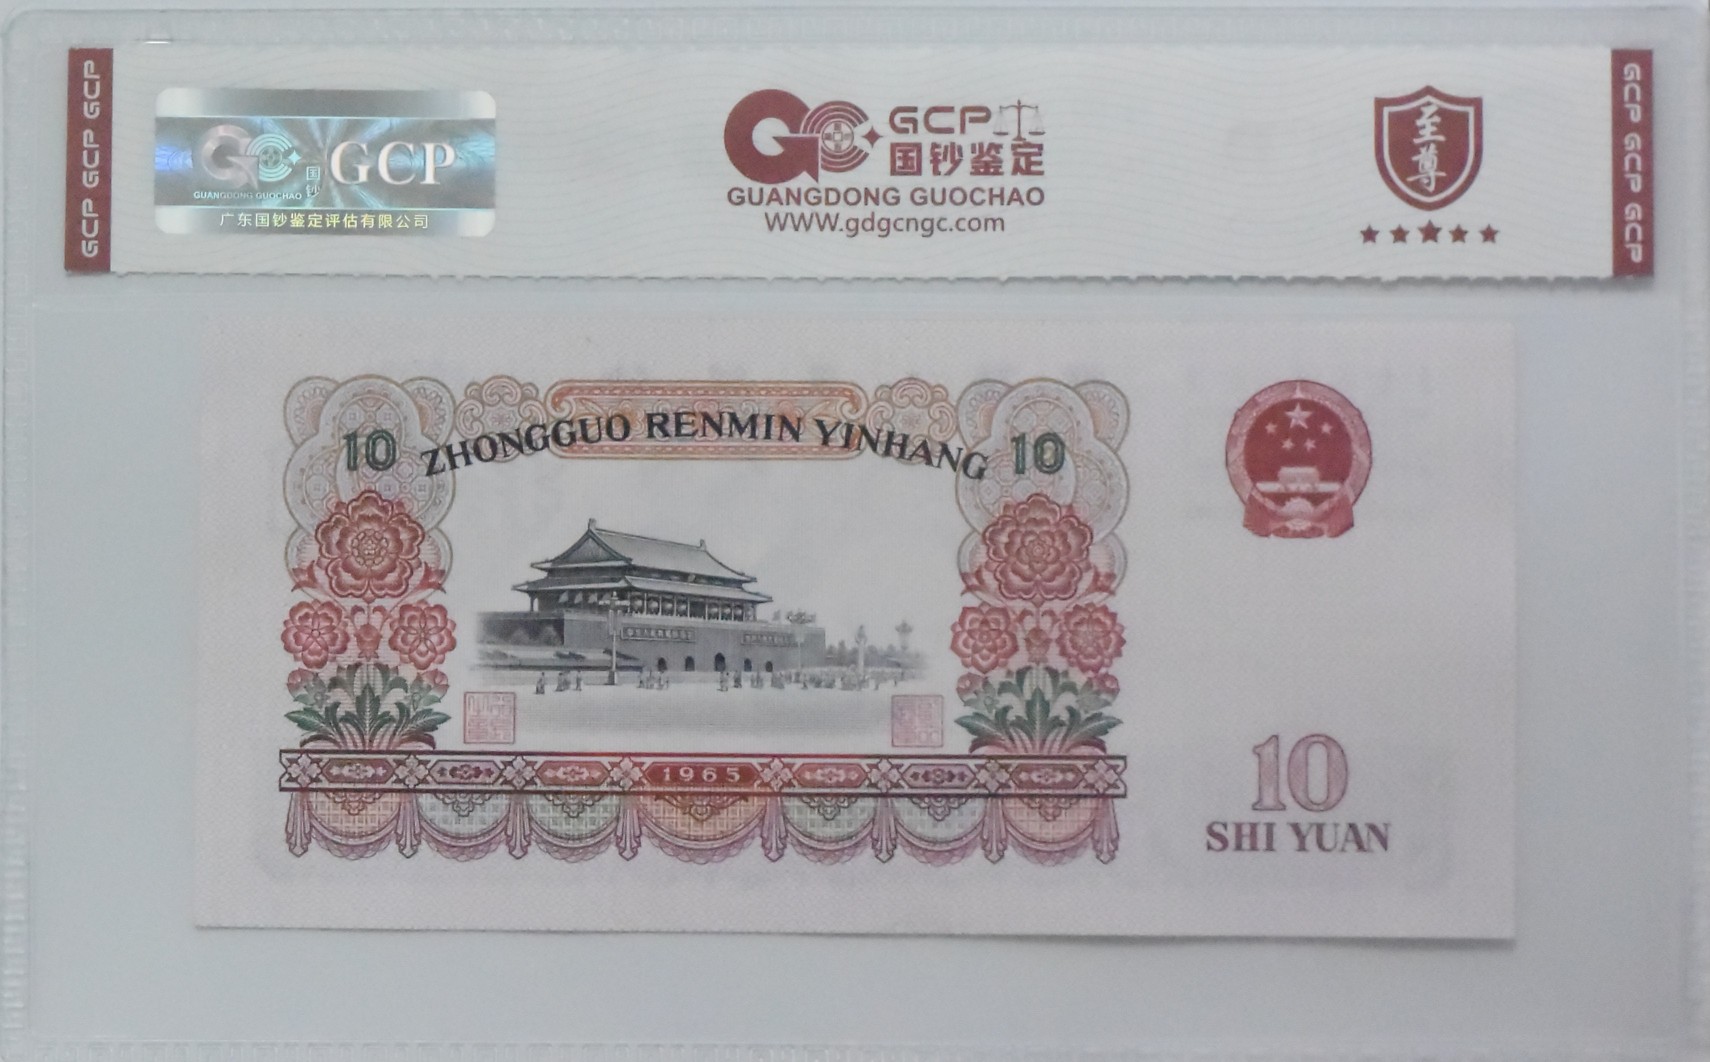 GCP GCP GCP
GCP
国钞
GUANGDONG GUOCHAO
广东国钞鉴定评估有限公司
GCP
国钞鉴定
GUANGDONG GUOCHAO
WWW.gdgcngc.com
至尊
GCP GCP GCP
ZHONGGUO RENMIN YINHANG
10
10
1965
10
SHI YUAN